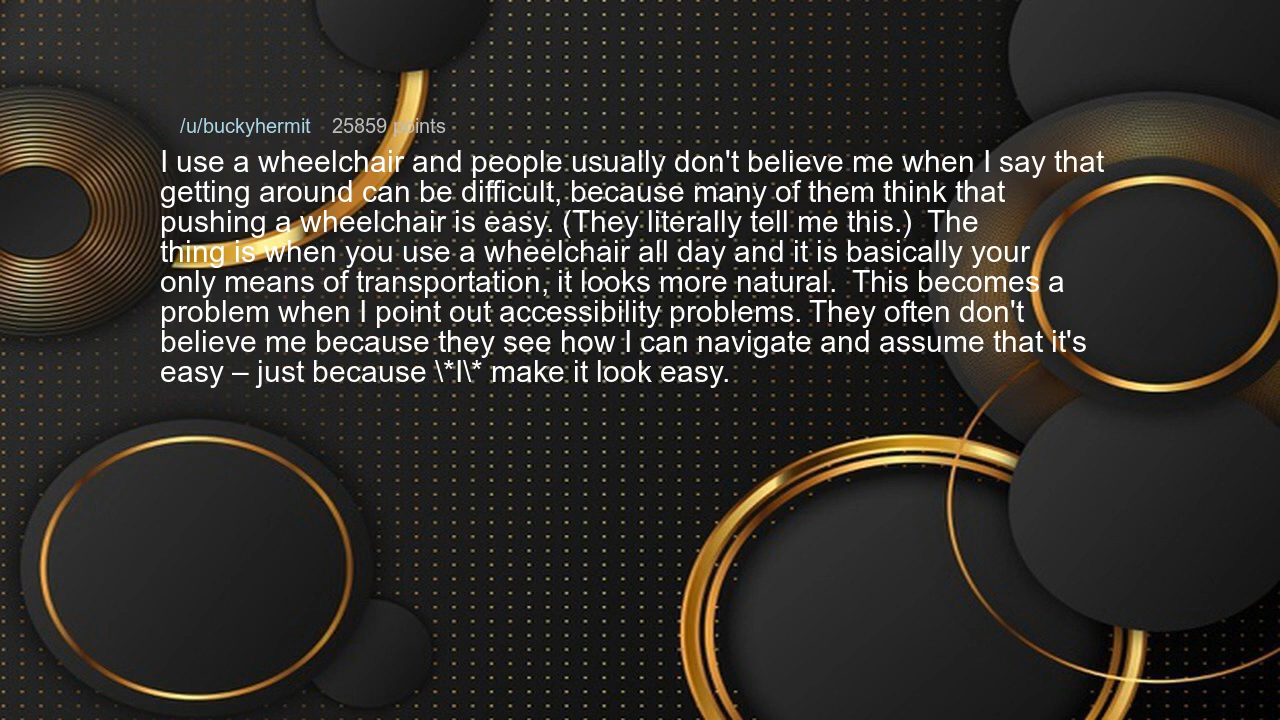 /u/buckyhermit 25859 points
I use a wheelchair and people usually don't believe me when I say that
getting around can be difficult, because many of them think that
pushing a wheelchair is easy. (They literally tell me this.)  The
thing is when you use a wheelchair all day and it is basically your
only means of transportation, it looks more natural.  This becomes a
problem when I point out accessibility problems. They often don't
believe me because they see how I can navigate and assume that it's
easy – just because \*I\* make it look easy.